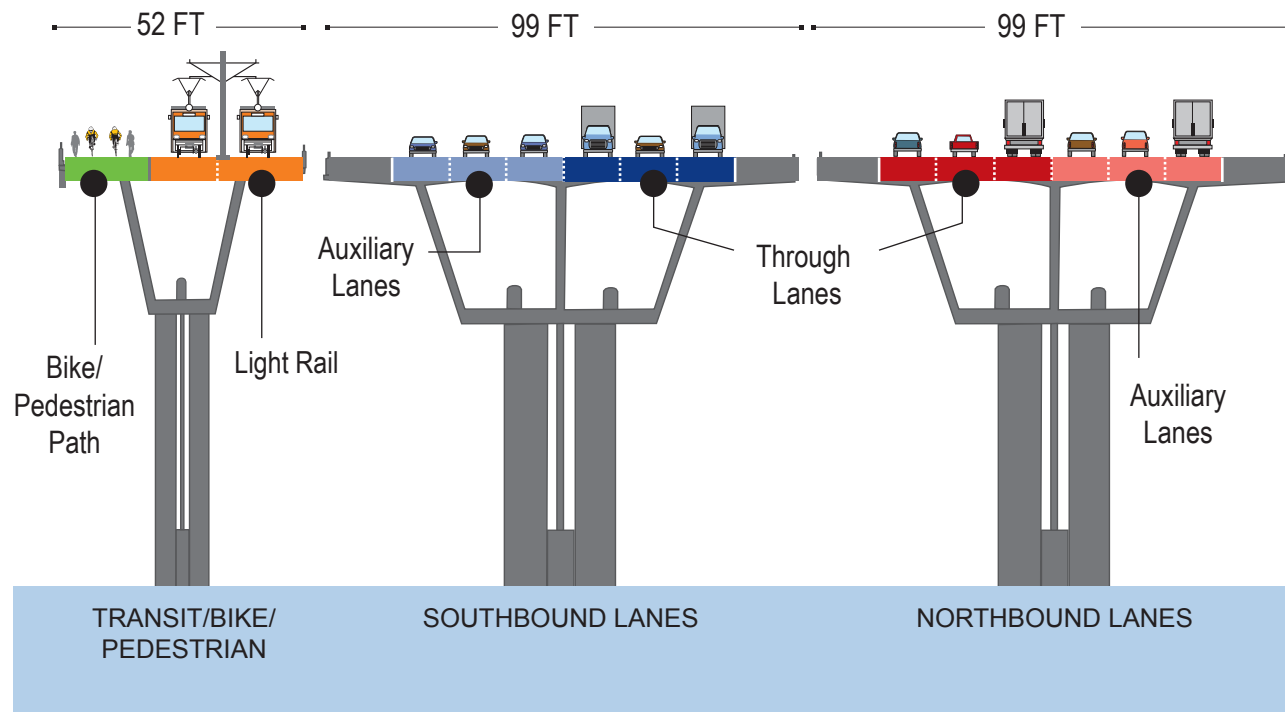 52 FT
99 FT
99 FT
Auxiliary
Lanes
Through
Lanes
Bike/
Pedestrian
Path
Light Rail
Auxiliary
Lanes
TRANSIT/BIKE/
PEDESTRIAN
SOUTHBOUND LANES
NORTHBOUND LANES